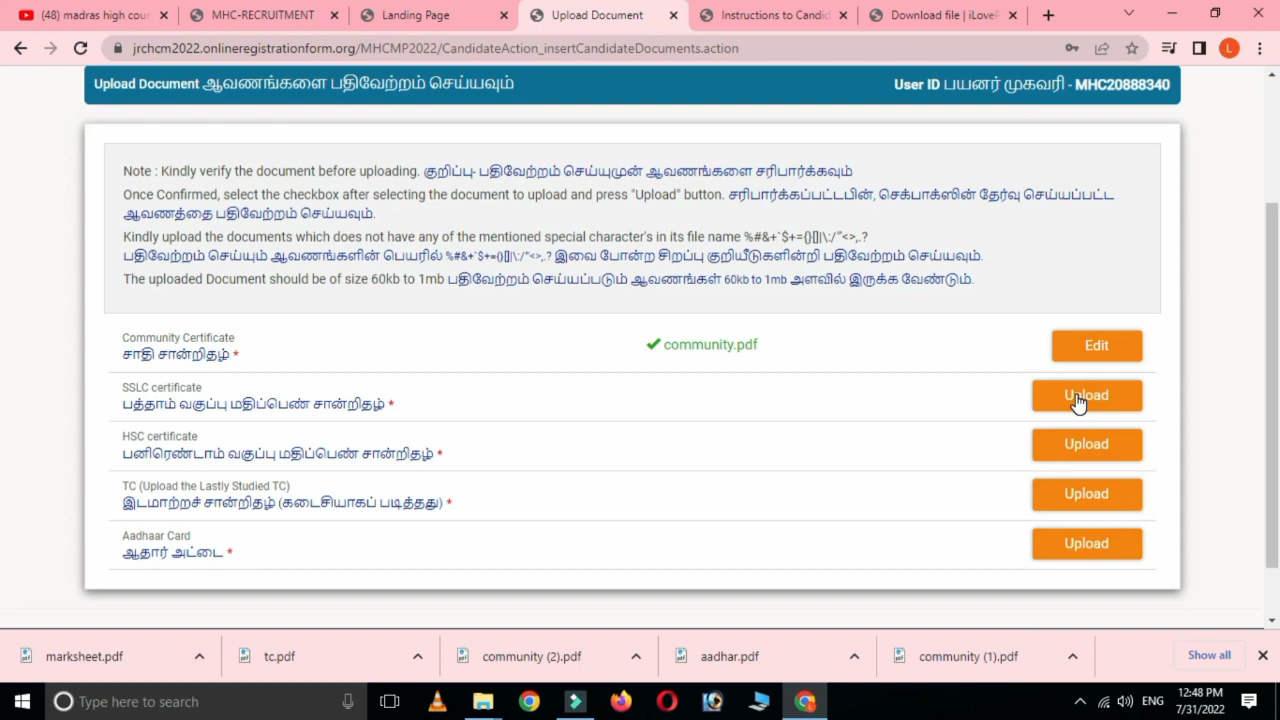 (48) madras high cour
MHC-RECRUITMENT
Landing Page
Upload Document
Instructions to Candid
Download file | iLoveP
jrchcm2022.onlineregistrationform.org/MHCMP2022/CandidateAction_insertCandidateDocuments.action
L
Upload Document ஆவணங்களை பதிவேற்றம் செய்யவும்
User ID பயனர் முகவரி - MHC20888340
Note : Kindly verify the document before uploading. குறிப்பு- பதிவேற்றம் செய்யுமுன் ஆவணங்களை சரிபார்க்கவும்
Once Confirmed, select the checkbox after selecting the document to upload and press "Upload" button. சரிபார்க்கப்பட்டபின், செக்பாக்ஸின் தேர்வு செய்யப்பட்ட
ஆவணத்தை பதிவேற்றம் செய்யவும்.
Kindly upload the documents which does not have any of the mentioned special character's in its file name %#&+`$+={}[]|\:/'"<>,.?
பதிவேற்றம் செய்யும் ஆவணங்களின் பெயரில் %#&+`$+={}[]|\:/'"<>,.? இவை போன்ற சிறப்பு குறியீடுகளின்றி பதிவேற்றம் செய்யவும்.
The uploaded Document should be of size 60kb to 1mb பதிவேற்றம் செய்யப்படும் ஆவணங்கள் 60kb to 1mb அளவில் இருக்க வேண்டும்.
Community Certificate
சாதி சான்றிதழ் *
community.pdf
Edit
SSLC certificate
பத்தாம் வகுப்பு மதிப்பெண் சான்றிதழ் *
Upload
HSC certificate
பனிரெண்டாம் வகுப்பு மதிப்பெண் சான்றிதழ் *
Upload
TC (Upload the Lastly Studied TC)
இடமாற்றச் சான்றிதழ் (கடைசியாகப் படித்தது) *
Upload
Aadhaar Card
ஆதார் அட்டை *
Upload
marksheet.pdf
tc.pdf
community (2).pdf
aadhar.pdf
community (1).pdf
Show all
Type here to search
ENG
12:48 PM
7/31/2022